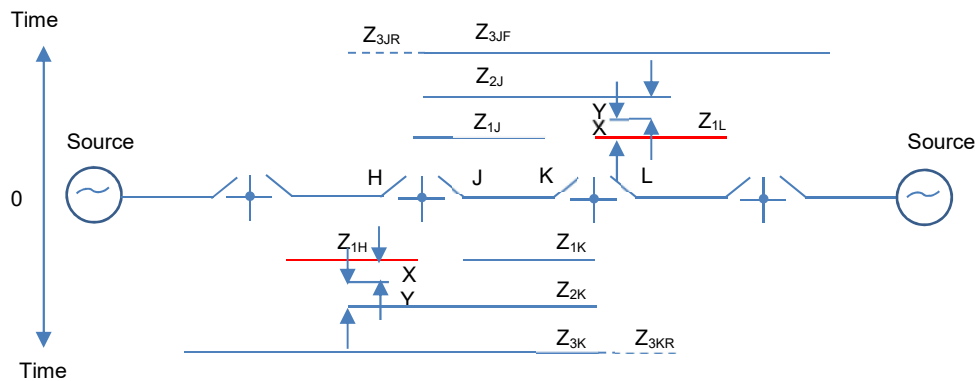 Time
Z3JR
Z3JF
Z2J
Y
X
Z1J
Z1L
Source
Source
H
J
K
L
0
Z1H
Z1K
X
Y
Z2K
Z3K
Z3KR
Time